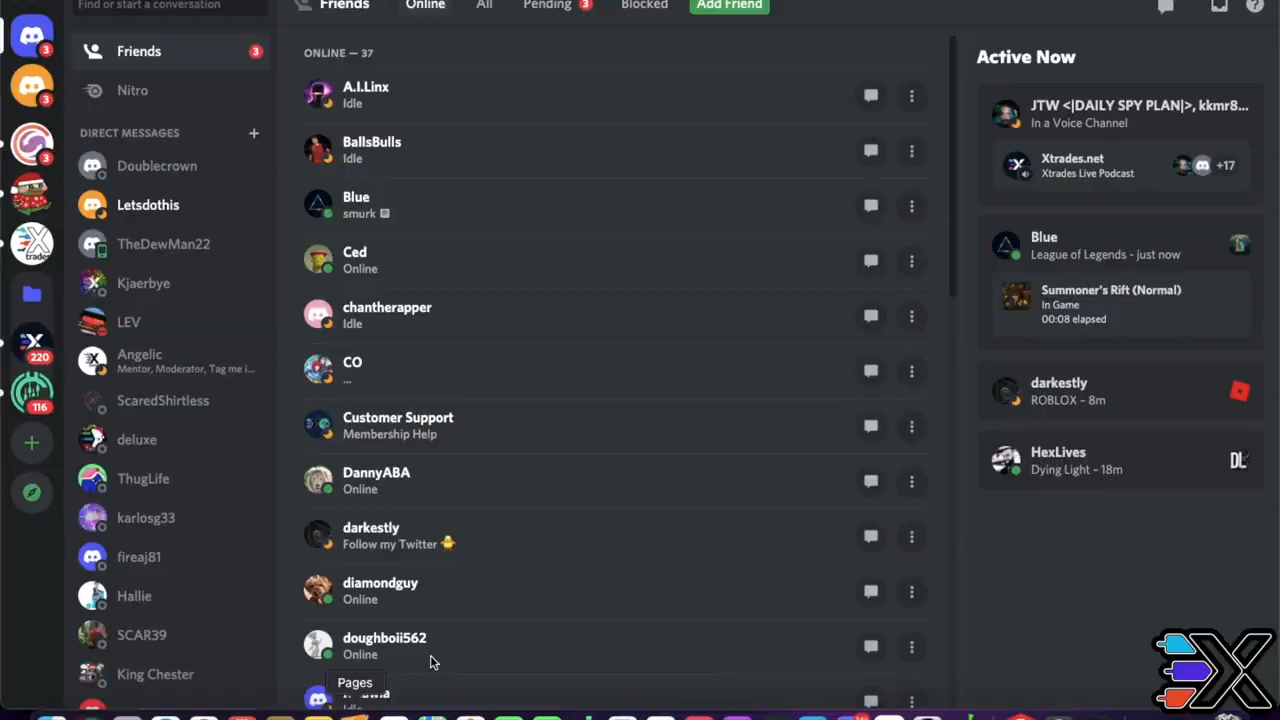 Find or start a conversation
Friends
Online
All
Pending
3
Blocked
Add Friend
3
3
3
trades
220
116
Friends
3
Nitro
DIRECT MESSAGES
Doublecrown
Letsdothis
TheDewMan22
Kjaerbye
LEV
Angelic
Mentor, Moderator, Tag me i...
ScaredShirtless
deluxe
ThugLife
karlosg33
fireaj81
Hallie
SCAR39
King Chester
ONLINE — 37
A.I.Linx
Idle
BallsBulls
Idle
Blue
smurk
Ced
Online
chantherapper
Idle
CO
...
Customer Support
Membership Help
DannyABA
Online
darkestly
Follow my Twitter 🐥
diamondguy
Online
doughboii562
Online
Pages
Idle
Active Now
JTW <|DAILY SPY PLAN|>, kkmr8...
In a Voice Channel
Xtrades.net
Xtrades Live Podcast
+17
Blue
League of Legends - just now
Summoner's Rift (Normal)
In Game
00:08 elapsed
darkestly
ROBLOX – 8m
HexLives
Dying Light – 18m
DL
X